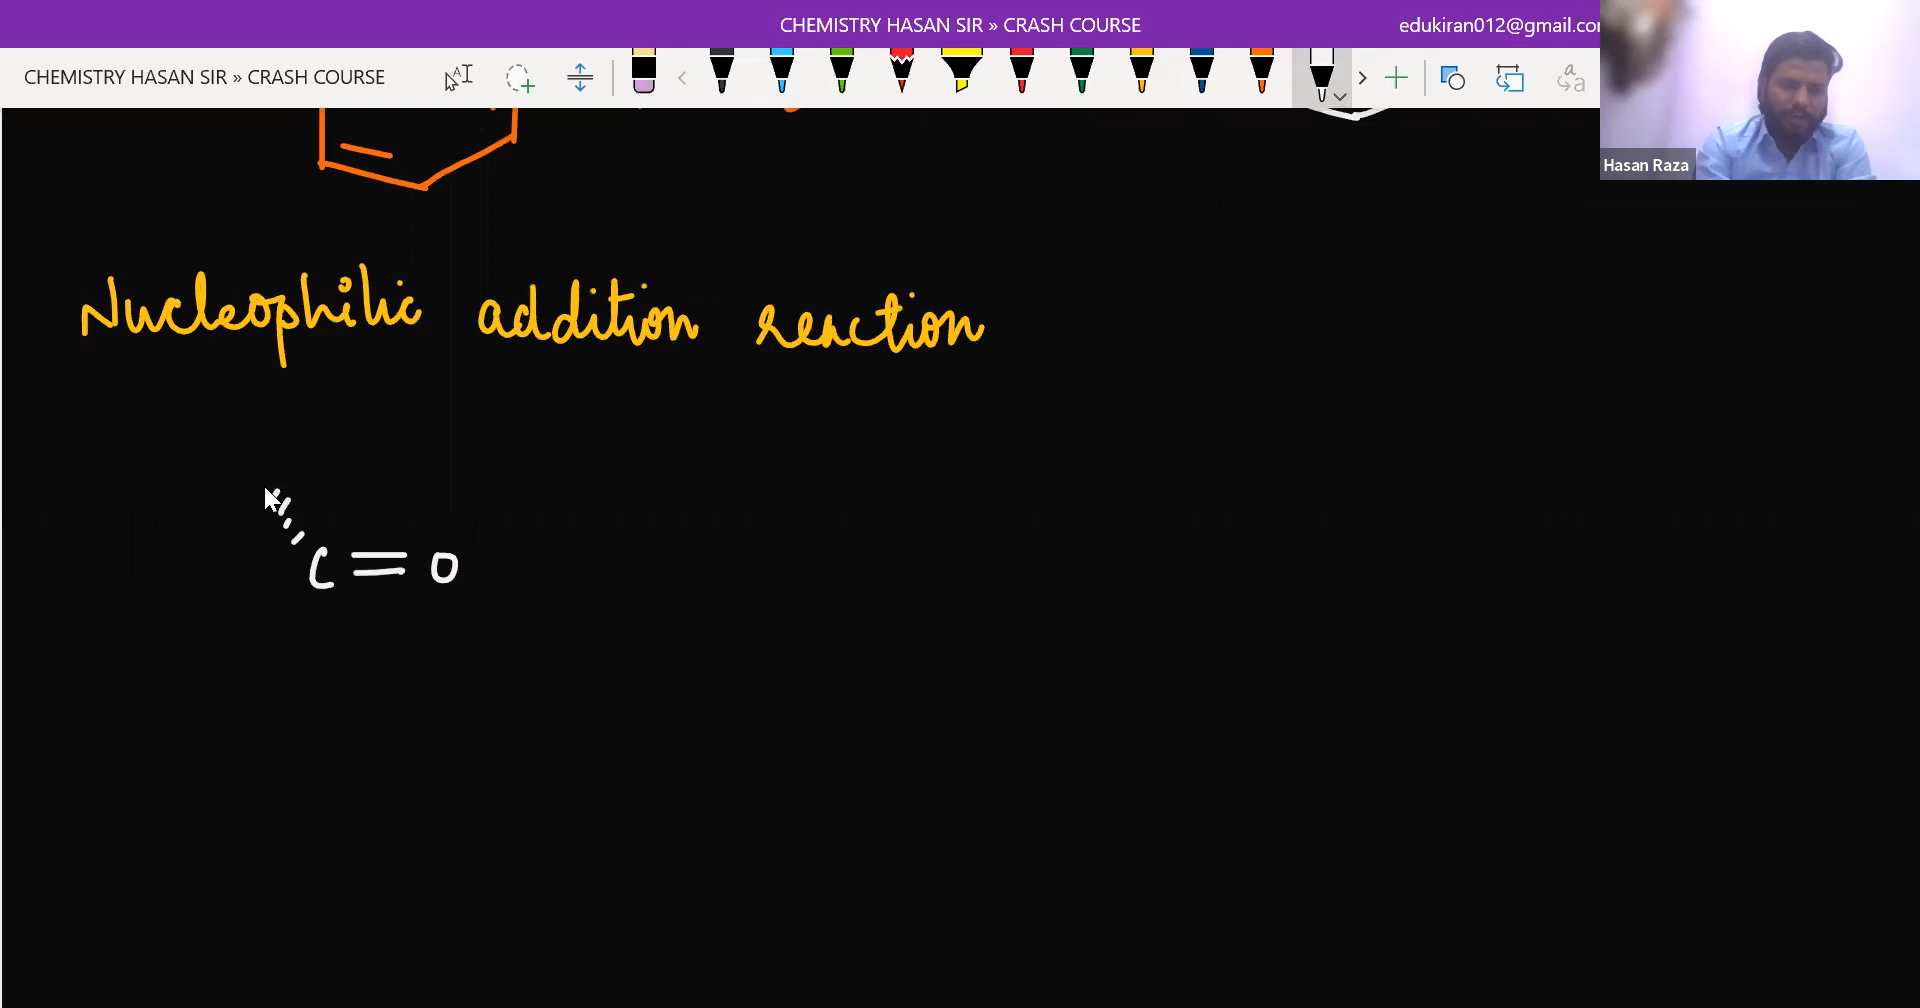 CHEMISTRY HASAN SIR » CRASH COURSE
edukiran012@gmail.co
CHEMISTRY HASAN SIR » CRASH COURSE
Hasan Raza
Nucleophilic addition reaction
C = O